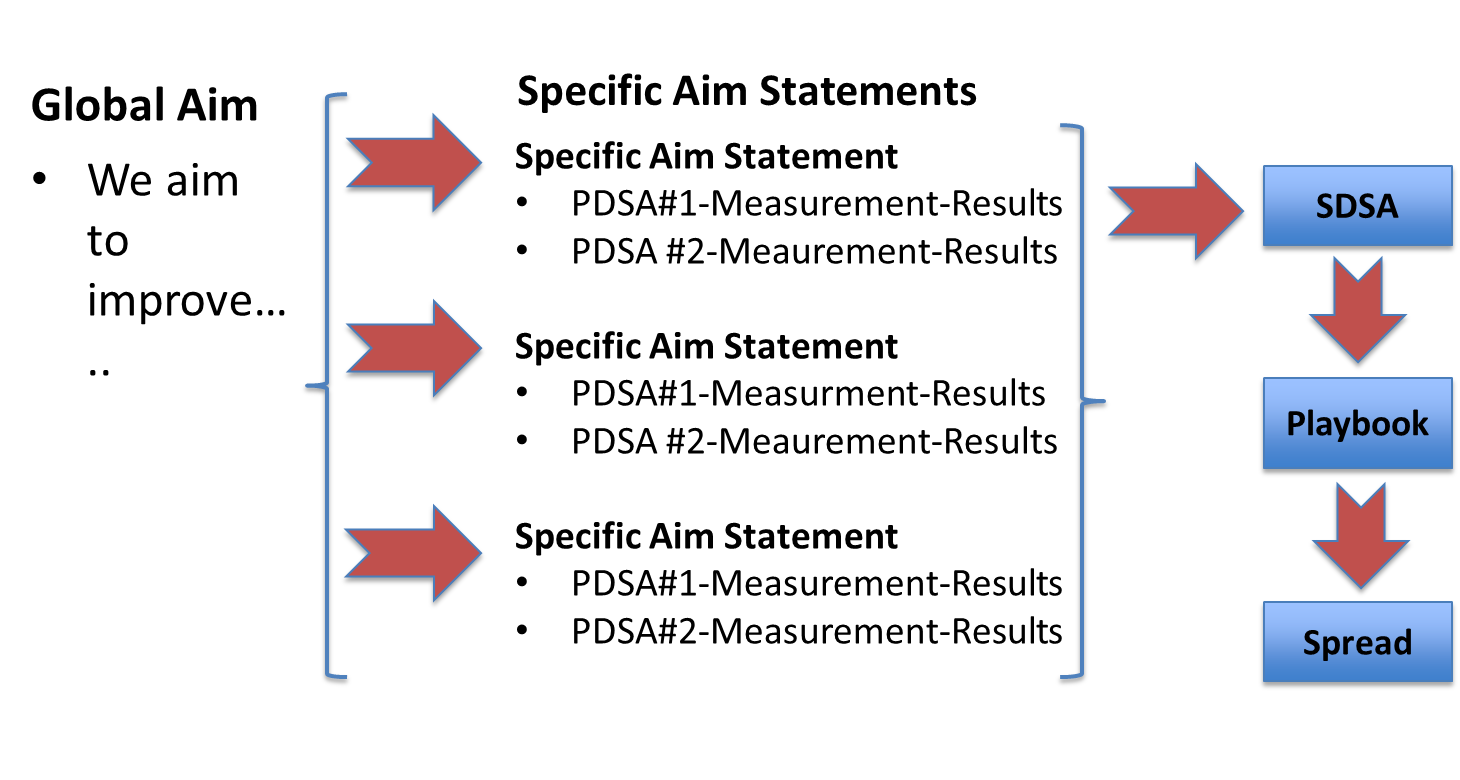 Global Aim
• We aim
to
improve…
..
Specific Aim Statements
Specific Aim Statement
• PDSA#1-Measurement-Results
• PDSA #2-Meaurement-Results
Specific Aim Statement
• PDSA#1-Measurment-Results
• PDSA #2-Meaurement-Results
Specific Aim Statement
• PDSA#1-Measurement-Results
• PDSA#2-Measurement-Results
SDSA
Playbook
Spread